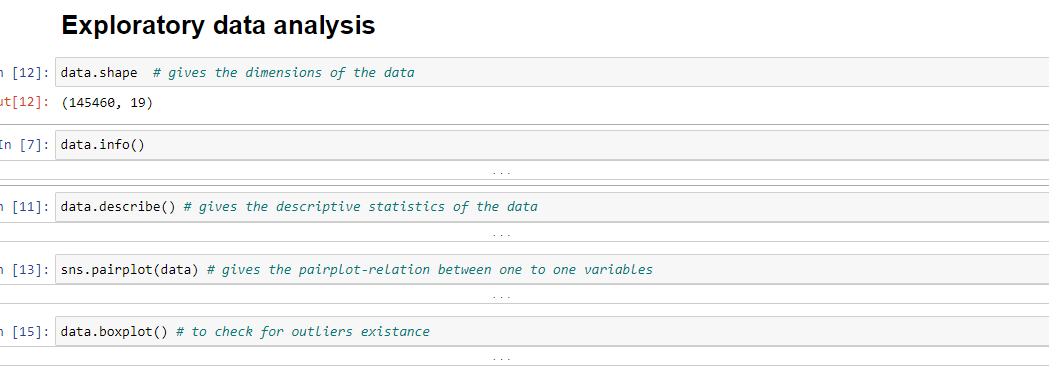 Exploratory data analysis
n [12]: data.shape # gives the dimensions of the data
ut[12]: (145460, 19)
In [7]: data.info()
...
n [11]: data.describe() # gives the descriptive statistics of the data
...
n [13]: sns.pairplot(data) # gives the pairplot-relation between one to one variables
...
n [15]: data.boxplot() # to check for outliers existance
...